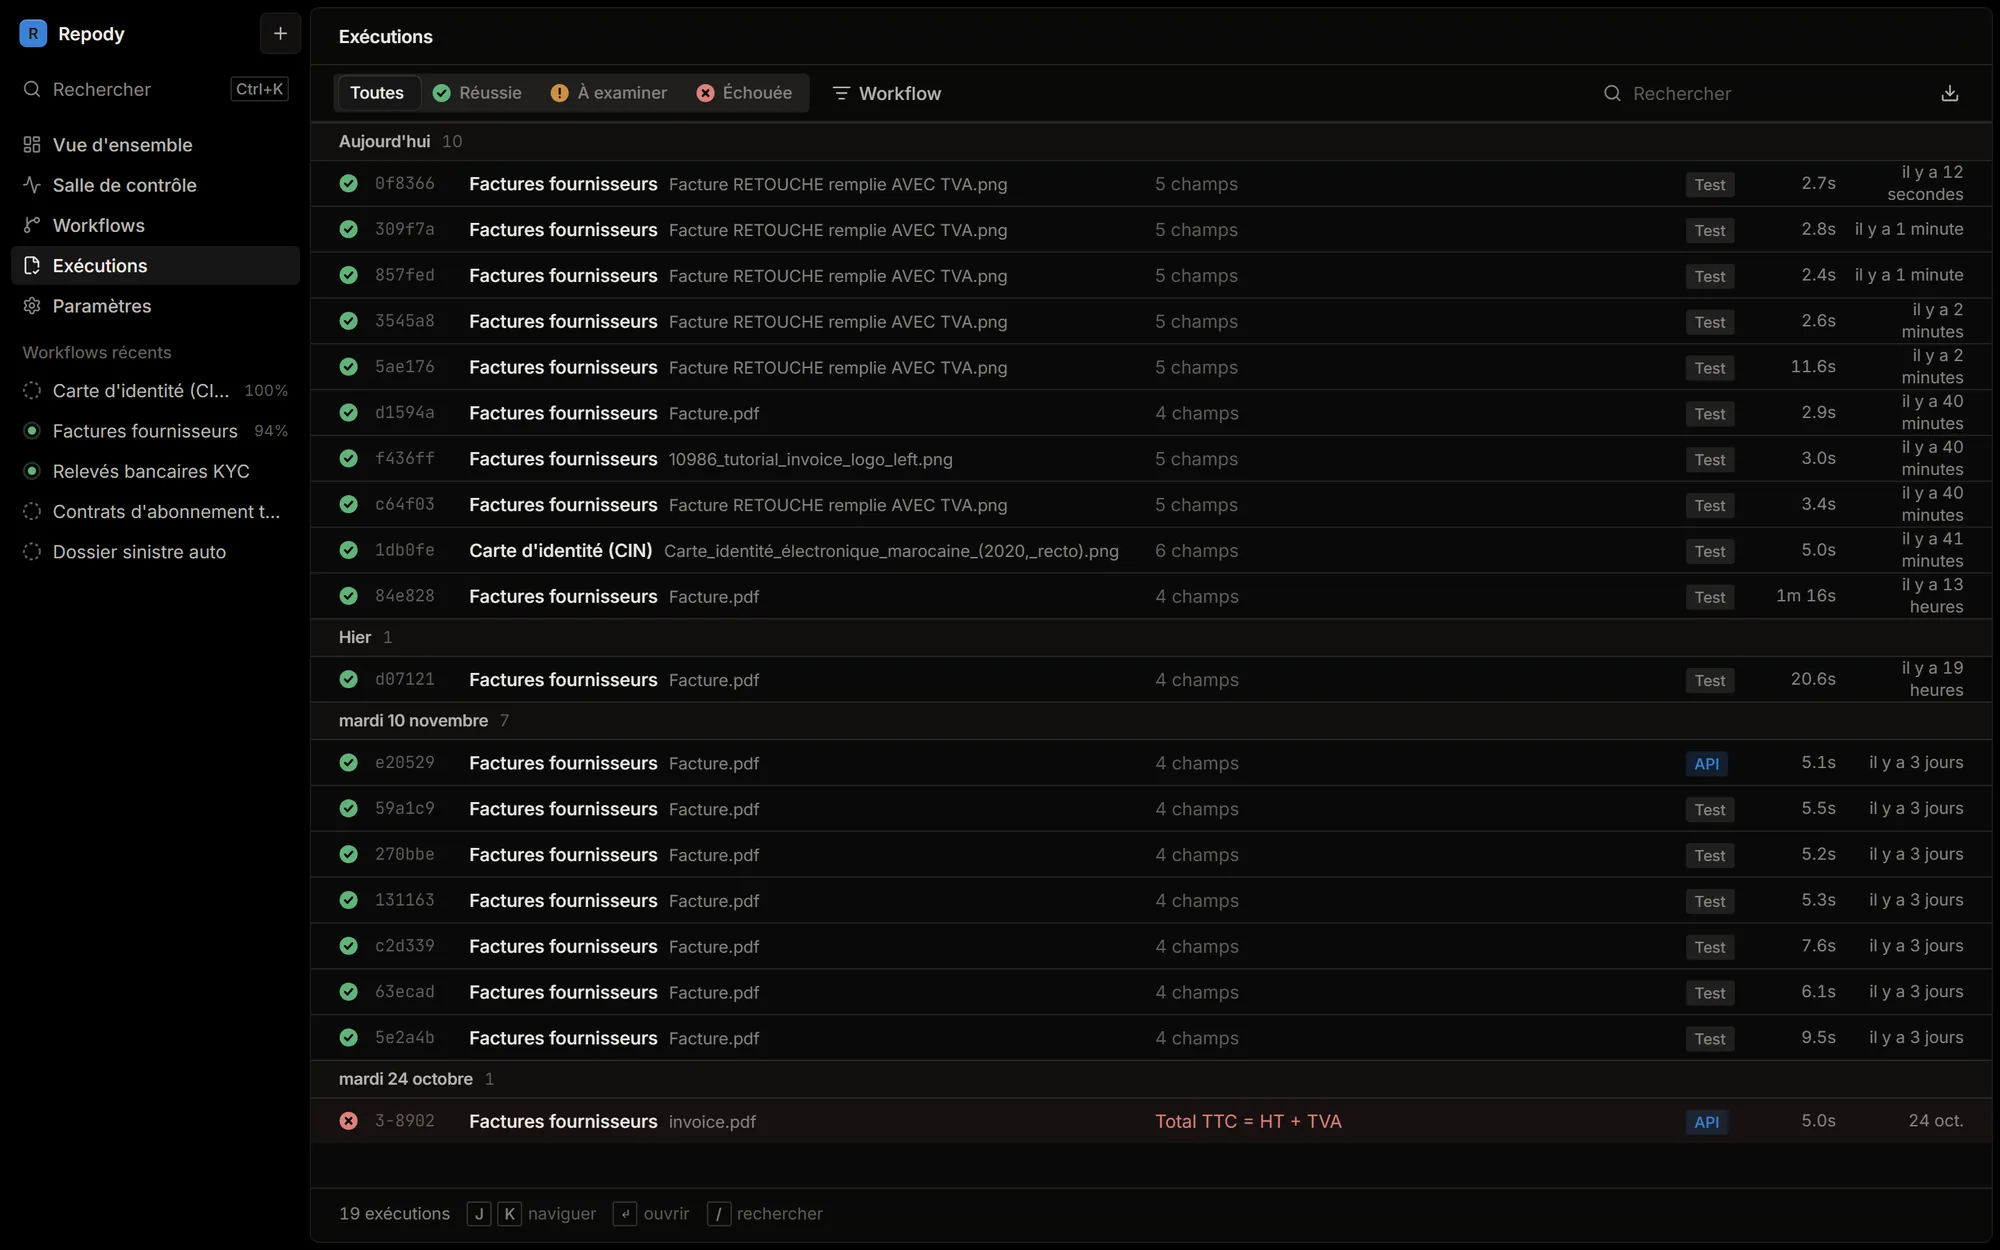 R Repody +
Rechercher Ctrl+K
Vue d'ensemble
Salle de contrôle
Workflows
Exécutions
Paramètres
Workflows récents
Carte d'identité (CI... 100%
Factures fournisseurs 94%
Relevés bancaires KYC
Contrats d'abonnement t...
Dossier sinistre auto
Exécutions
Toutes Réussie À examiner Échouée Workflow Rechercher
Aujourd'hui 10
0f8366 Factures fournisseurs Facture RETOUCHE remplie AVEC TVA.png 5 champs Test 2.7s il y a 12 secondes
309f7a Factures fournisseurs Facture RETOUCHE remplie AVEC TVA.png 5 champs Test 2.8s il y a 1 minute
857fed Factures fournisseurs Facture RETOUCHE remplie AVEC TVA.png 5 champs Test 2.4s il y a 1 minute
3545a8 Factures fournisseurs Facture RETOUCHE remplie AVEC TVA.png 5 champs Test 2.6s il y a 2 minutes
5ae176 Factures fournisseurs Facture RETOUCHE remplie AVEC TVA.png 5 champs Test 11.6s il y a 2 minutes
d1594a Factures fournisseurs Facture.pdf 4 champs Test 2.9s il y a 40 minutes
f436ff Factures fournisseurs 10986_tutorial_invoice_logo_left.png 5 champs Test 3.0s il y a 40 minutes
c64f03 Factures fournisseurs Facture RETOUCHE remplie AVEC TVA.png 5 champs Test 3.4s il y a 40 minutes
1db0fe Carte d'identité (CIN) Carte_identité_électronique_marocaine_(2020,_recto).png 6 champs Test 5.0s il y a 41 minutes
84e828 Factures fournisseurs Facture.pdf 4 champs Test 1m 16s il y a 13 heures
Hier 1
d07121 Factures fournisseurs Facture.pdf 4 champs Test 20.6s il y a 19 heures
mardi 10 novembre 7
e20529 Factures fournisseurs Facture.pdf 4 champs API 5.1s il y a 3 jours
59a1c9 Factures fournisseurs Facture.pdf 4 champs Test 5.5s il y a 3 jours
270bbe Factures fournisseurs Facture.pdf 4 champs Test 5.2s il y a 3 jours
131163 Factures fournisseurs Facture.pdf 4 champs Test 5.3s il y a 3 jours
c2d339 Factures fournisseurs Facture.pdf 4 champs Test 7.6s il y a 3 jours
63ecad Factures fournisseurs Facture.pdf 4 champs Test 6.1s il y a 3 jours
5e2a4b Factures fournisseurs Facture.pdf 4 champs Test 9.5s il y a 3 jours
mardi 24 octobre 1
3-8902 Factures fournisseurs invoice.pdf Total TTC = HT + TVA API 5.0s 24 oct.
19 exécutions J K naviguer ↵ ouvrir / rechercher